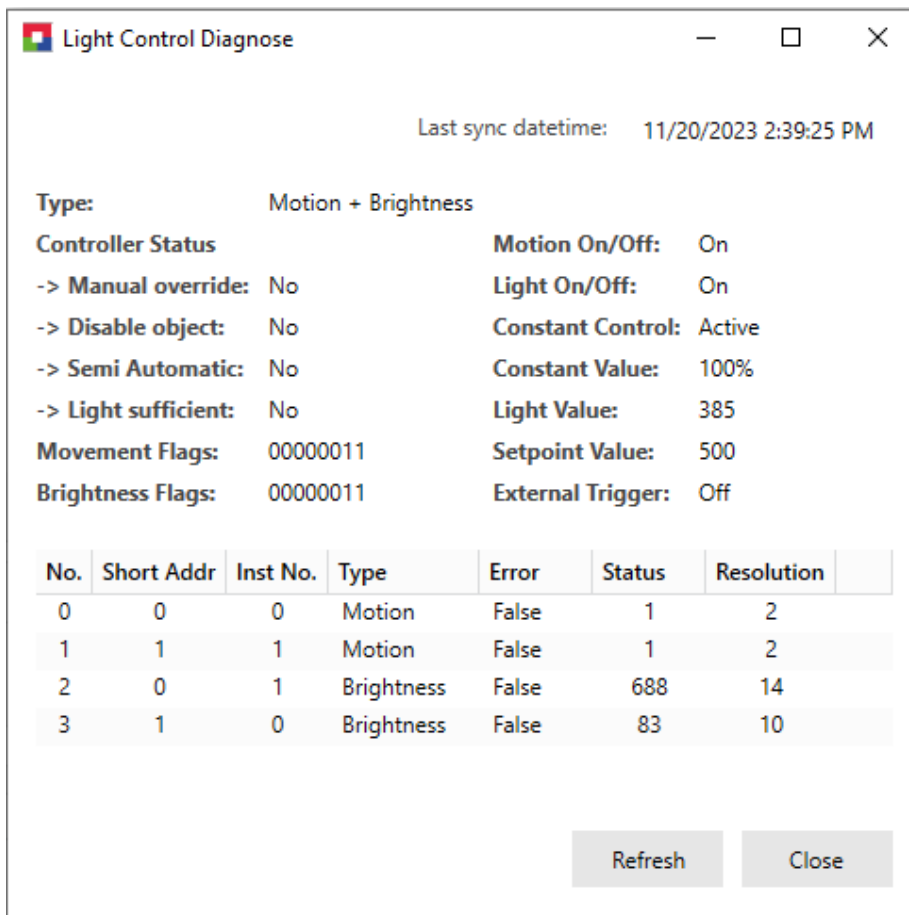 Light Control Diagnose
Last sync datetime: 11/20/2023 2:39:25 PM
Type: Motion + Brightness
Controller Status Motion On/Off: On
-> Manual override: No Light On/Off: On
-> Disable object: No Constant Control: Active
-> Semi Automatic: No Constant Value: 100%
-> Light sufficient: No Light Value: 385
Movement Flags: 00000011 Setpoint Value: 500
Brightness Flags: 00000011 External Trigger: Off
No. Short Addr Inst No. Type Error Status Resolution
0 0 0 Motion False 1 2
1 1 1 Motion False 1 2
2 0 1 Brightness False 688 14
3 1 0 Brightness False 83 10
Refresh Close